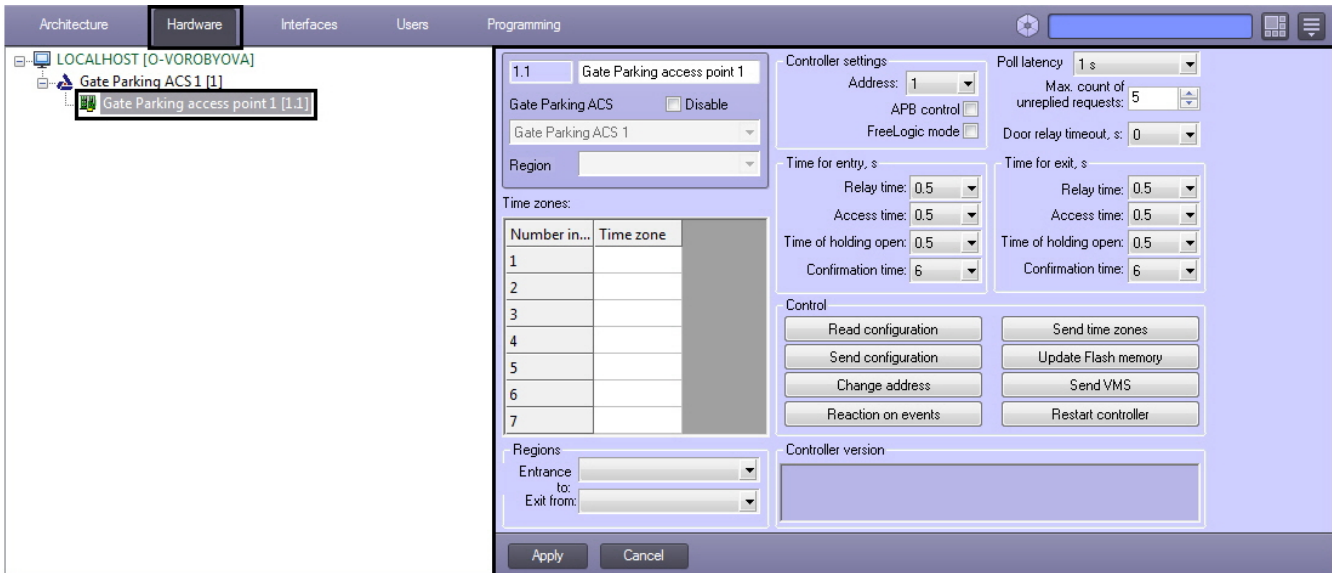 Architecture Hardware Interfaces Users Programming
LOCALHOST [O-VOROBYOVA]
Gate Parking ACS 1 [1]
Gate Parking access point 1 [1.1]
1.1 Gate Parking access point 1
Gate Parking ACS Disable
Gate Parking ACS 1
Region
Time zones:
Number in... Time zone
1
2
3
4
5
6
7
Regions
Entrance to:
Exit from:
Controller settings
Address: 1
APB control
FreeLogic mode
Poll latency 1 s
Max. count of
unreplied requests: 5
Door relay timeout, s: 0
Time for entry, s
Relay time: 0.5
Access time: 0.5
Time of holding open: 0.5
Confirmation time: 6
Time for exit, s
Relay time: 0.5
Access time: 0.5
Time of holding open: 0.5
Confirmation time: 6
Control
Read configuration Send time zones
Send configuration Update Flash memory
Change address Send VMS
Reaction on events Restart controller
Controller version
Apply Cancel